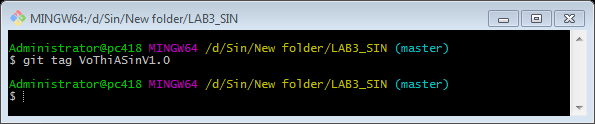 MINGW64:/d/Sin/New folder/LAB3_SIN
Administrator@pc418 MINGW64 /d/Sin/New folder/LAB3_SIN (master)
$ git tag VoThiASinV1.0
Administrator@pc418 MINGW64 /d/Sin/New folder/LAB3_SIN (master)
$